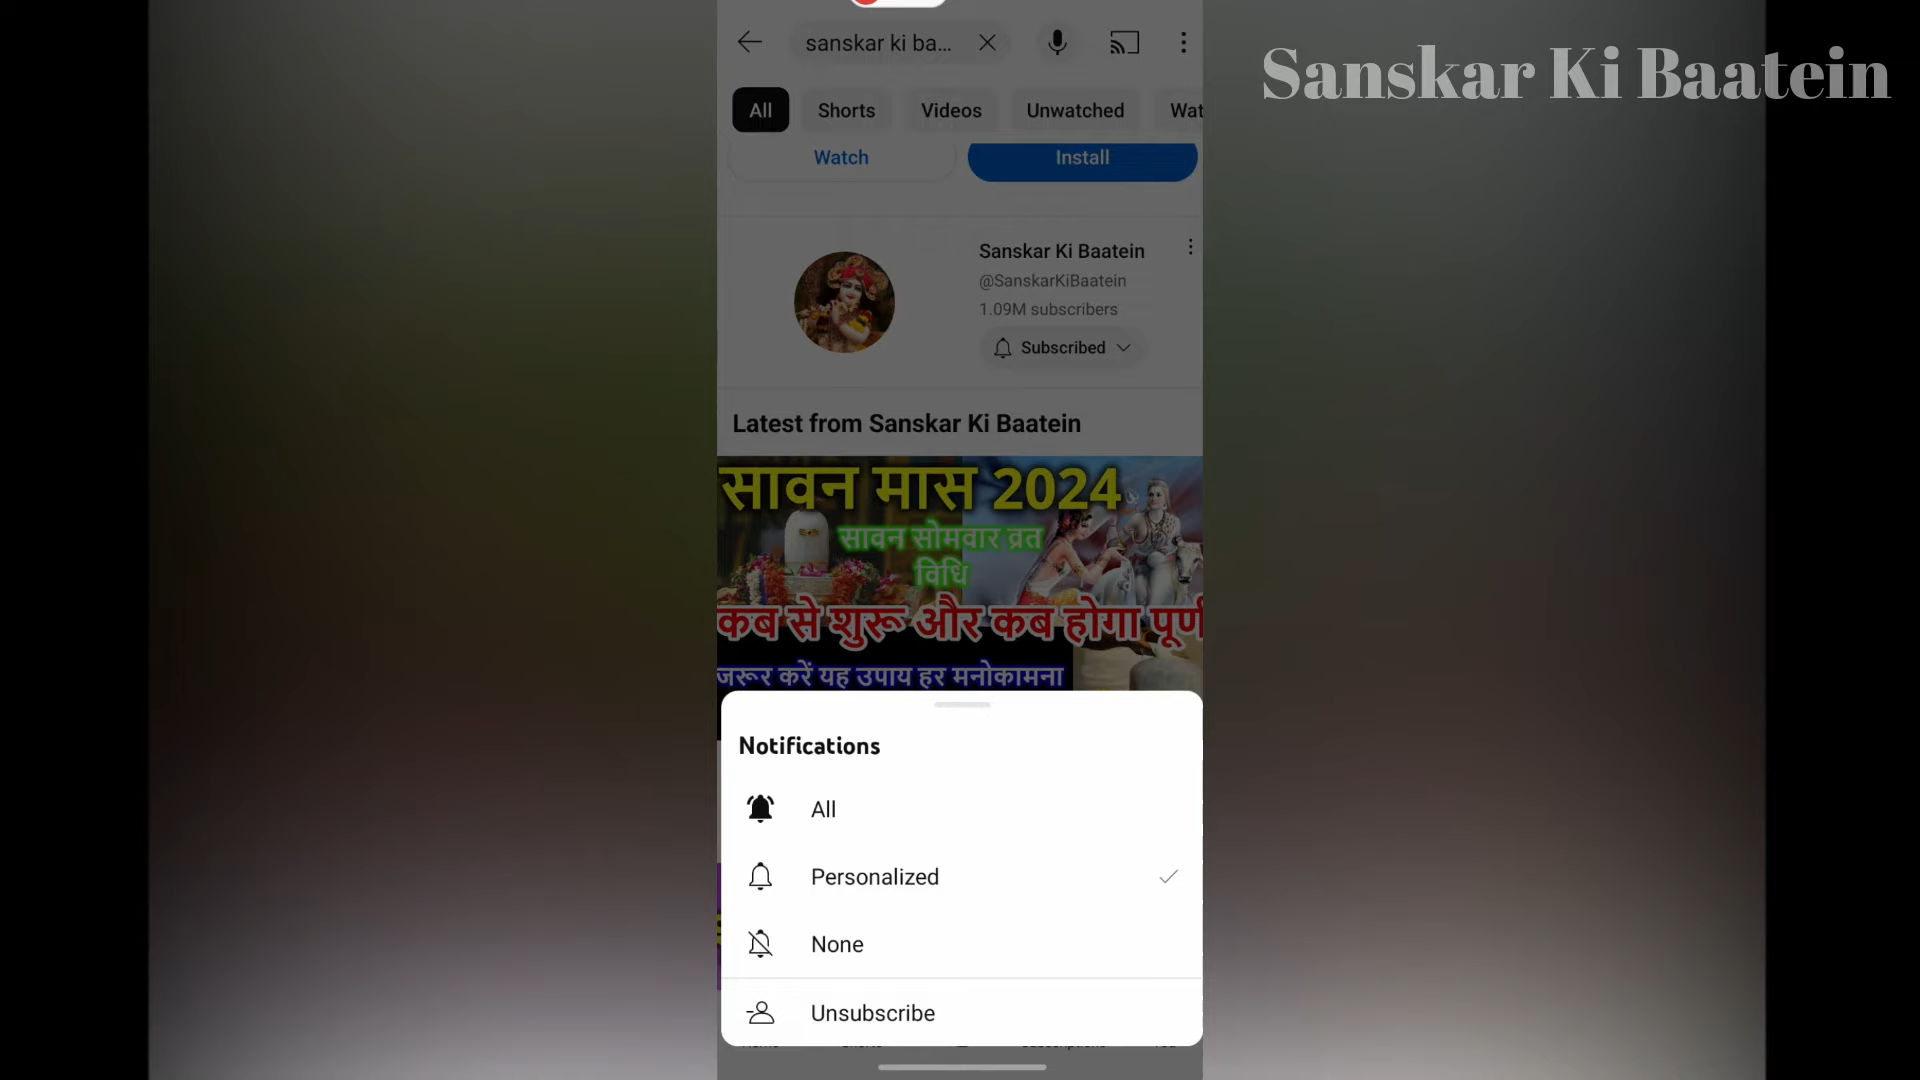 sanskar ki ba...
Sanskar Ki Baatein
All
Shorts
Videos
Unwatched
Wat
Watch
Install
Sanskar Ki Baatein
@SanskarKiBaatein
1.09M subscribers
Subscribed
Latest from Sanskar Ki Baatein
सावन मास 2024
सावन सोमवार व्रत
विधि
कब से शुरू और कब होगा पूर्ण
जरूर करें यह उपाय हर मनोकामना
Notifications
All
Personalized
None
Unsubscribe